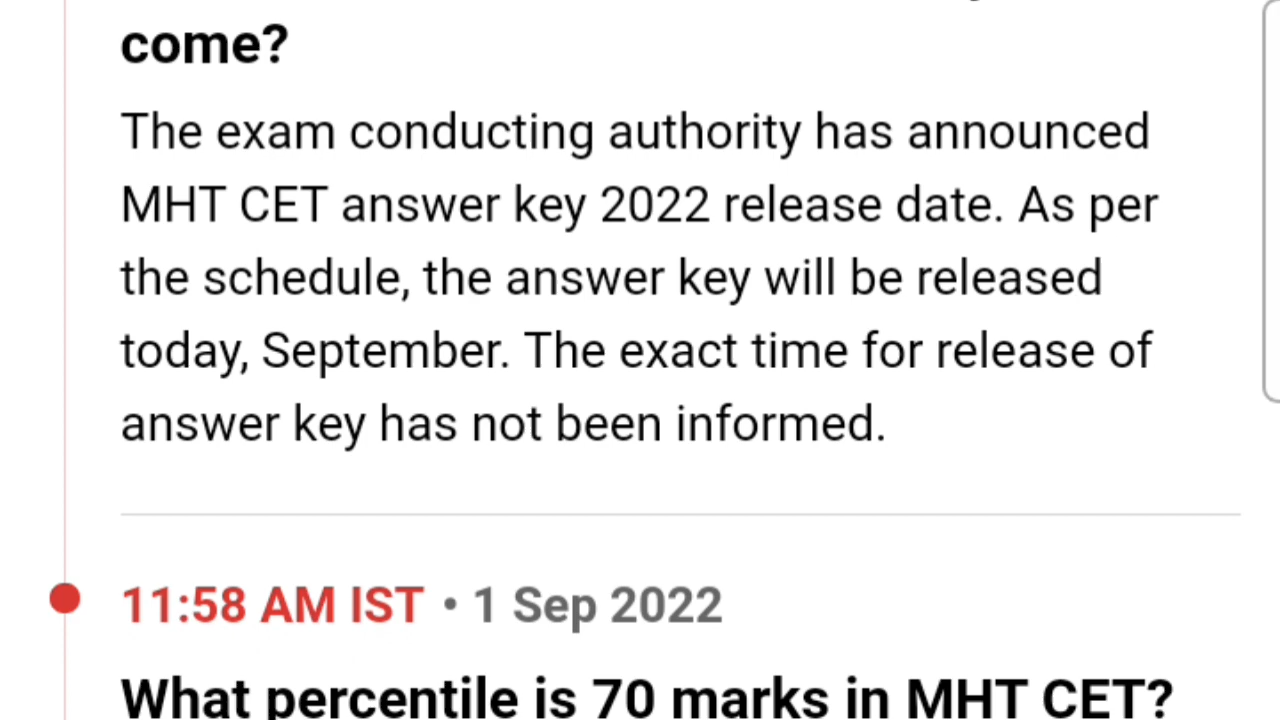 come?
The exam conducting authority has announced
MHT CET answer key 2022 release date. As per
the schedule, the answer key will be released
today, September. The exact time for release of
answer key has not been informed.
11:58 AM IST • 1 Sep 2022
What percentile is 70 marks in MHT CET?